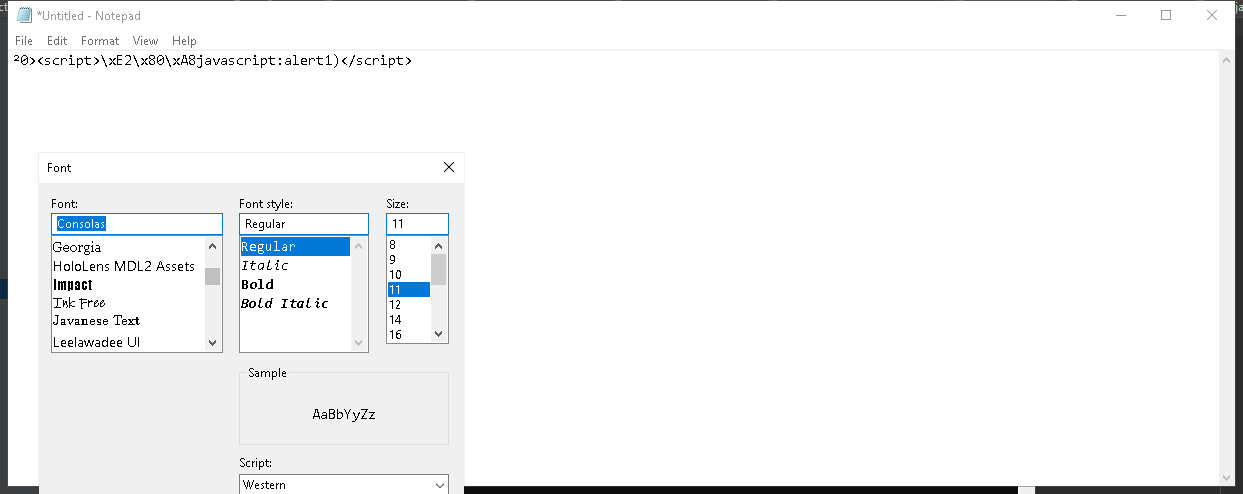 *Untitled - Notepad
File Edit Format View Help
²0><script>\xE2\x80\xA8javascript:alert1)</script>
Font
Font: Font style: Size:
Consolas Regular 11
Georgia Regular 8
HoloLens MDL2 Assets Italic 9
Impact Bold 10
Ink Free Bold Italic 11
Javanese Text 12
Leelawadee UI 14
16
Sample
AaBbYyZz
Script:
Western